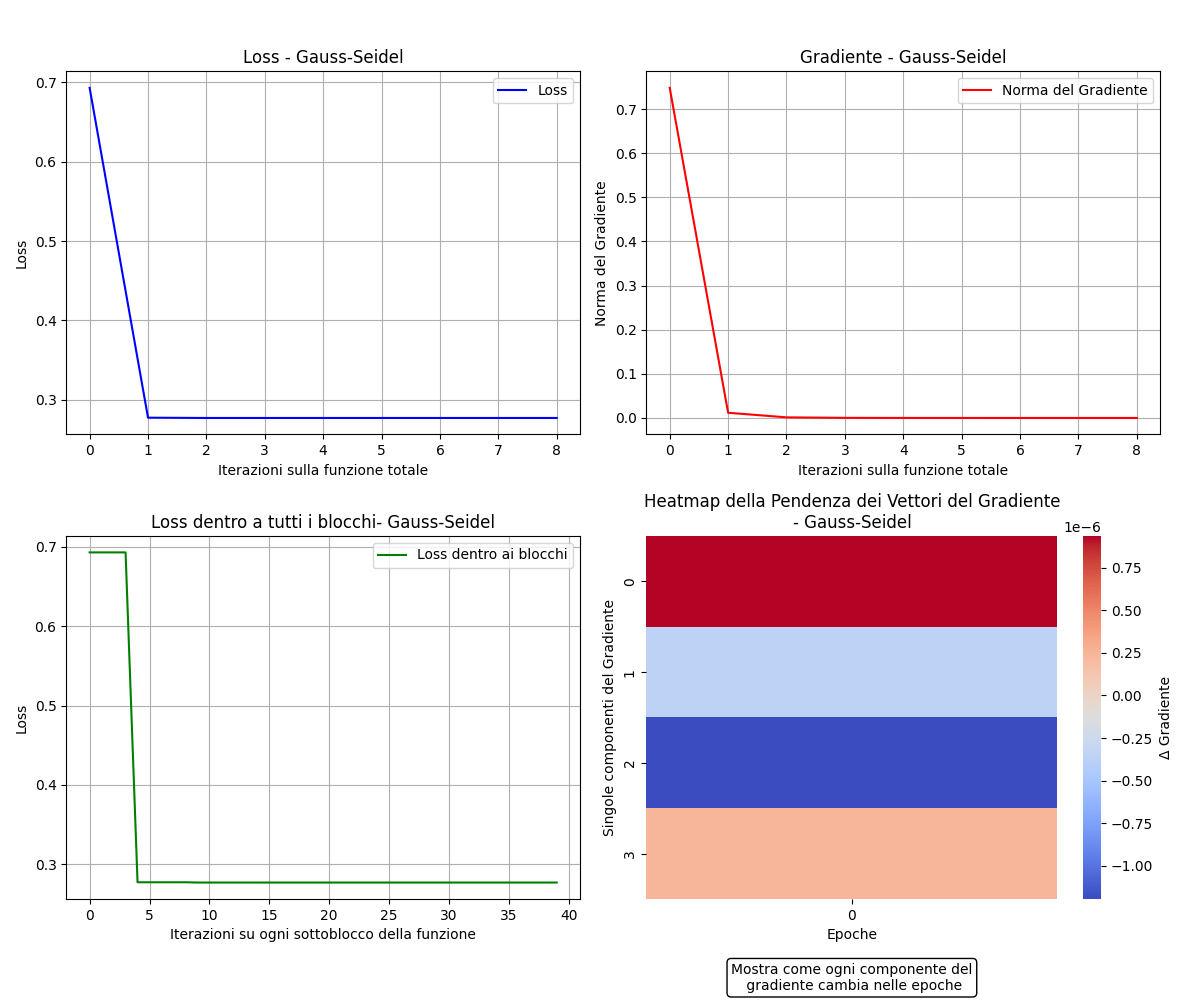 Loss - Gauss-Seidel
Loss
0.7
0.6
0.5
0.4
0.3
Loss
0 1 2 3 4 5 6 7 8
Iterazioni sulla funzione totale
Gradiente - Gauss-Seidel
Norma del Gradiente
0.7
0.6
0.5
0.4
0.3
0.2
0.1
0.0
Norma del Gradiente
0 1 2 3 4 5 6 7 8
Iterazioni sulla funzione totale
Loss dentro a tutti i blocchi- Gauss-Seidel
Loss dentro ai blocchi
0.7
0.6
0.5
0.4
0.3
Loss
0 5 10 15 20 25 30 35 40
Iterazioni su ogni sottoblocco della funzione
Heatmap della Pendenza dei Vettori del Gradiente
- Gauss-Seidel
Singole componenti del Gradiente
0
1
2
3
0
Epoche
1e−6
0.75
0.50
0.25
0.00
−0.25
−0.50
−0.75
−1.00
Δ Gradiente
Mostra come ogni componente del
gradiente cambia nelle epoche